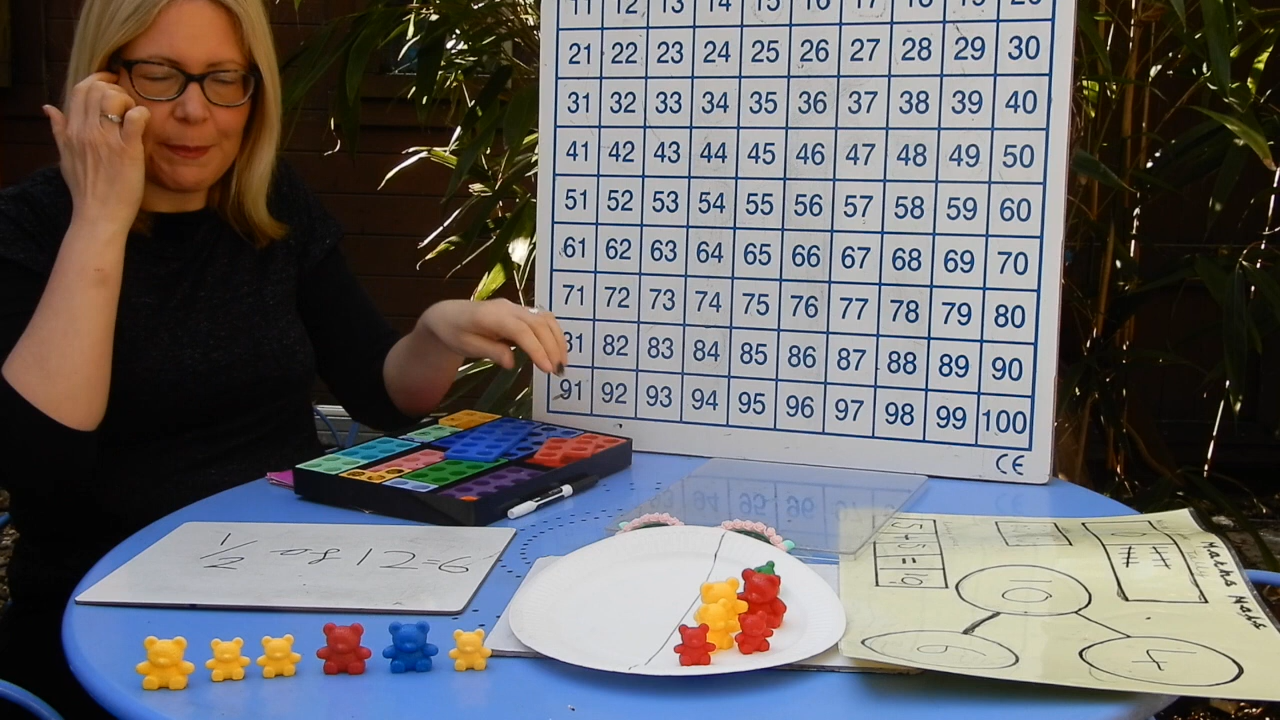 11 12 13 14 15 16 17 18 19 20
21 22 23 24 25 26 27 28 29 30
31 32 33 34 35 36 37 38 39 40
41 42 43 44 45 46 47 48 49 50
51 52 53 54 55 56 57 58 59 60
61 62 63 64 65 66 67 68 69 70
71 72 73 74 75 76 77 78 79 80
81 82 83 84 85 86 87 88 89 90
91 92 93 94 95 96 97 98 99 100
CE
1/2 of 12=6
Maths Mats
10
6
4